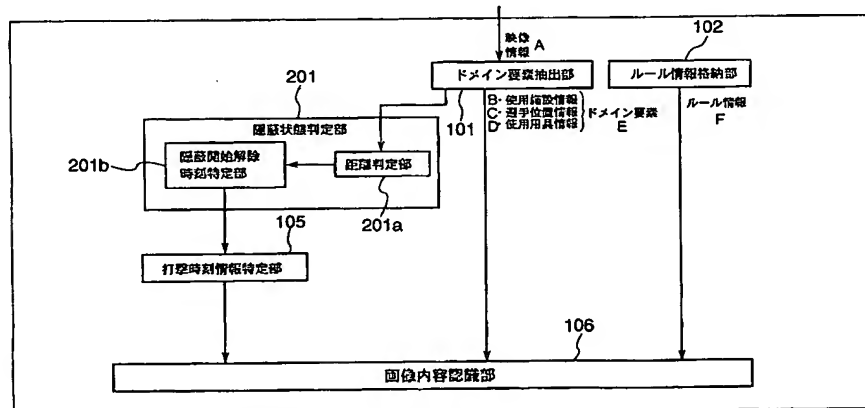 映像
情報 A
102
ドメイン要素抽出部
ルール情報格納部
201
101
B・使用施設情報
C・選手位置情報
D・使用用具情報
ドメイン要素
E
ルール情報
F
隠蔽状態判定部
隠蔽開始解除
時刻特定部
距離判定部
201b
201a
105
打撃時刻情報特定部
106
画像内容認識部